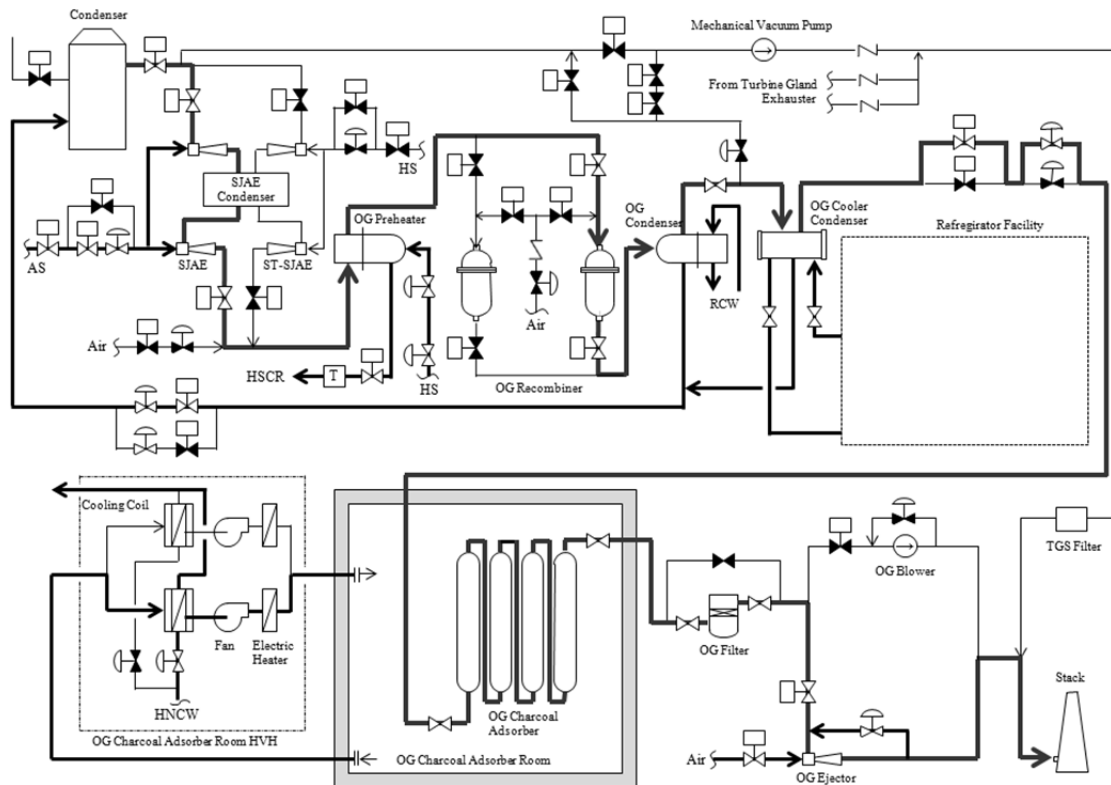 Condenser
Mechanical Vacuum Pump
From Turbine Gland
Exhauster
HS
SJAE
Condenser
OG Preheater
OG
Condenser
OG Cooler
Condenser
Refregirator Facility
AS
SJAE
ST-SJAE
RCW
Air
Air
HSCR
T
HS
OG Recombiner
Cooling Coil
TGS Filter
OG Blower
Fan
Electric
Heater
OG Filter
Stack
HNCW
OG Charcoal
Adsorber
OG Charcoal Adsorber Room HVH
OG Charcoal Adsorber Room
Air
OG Ejector